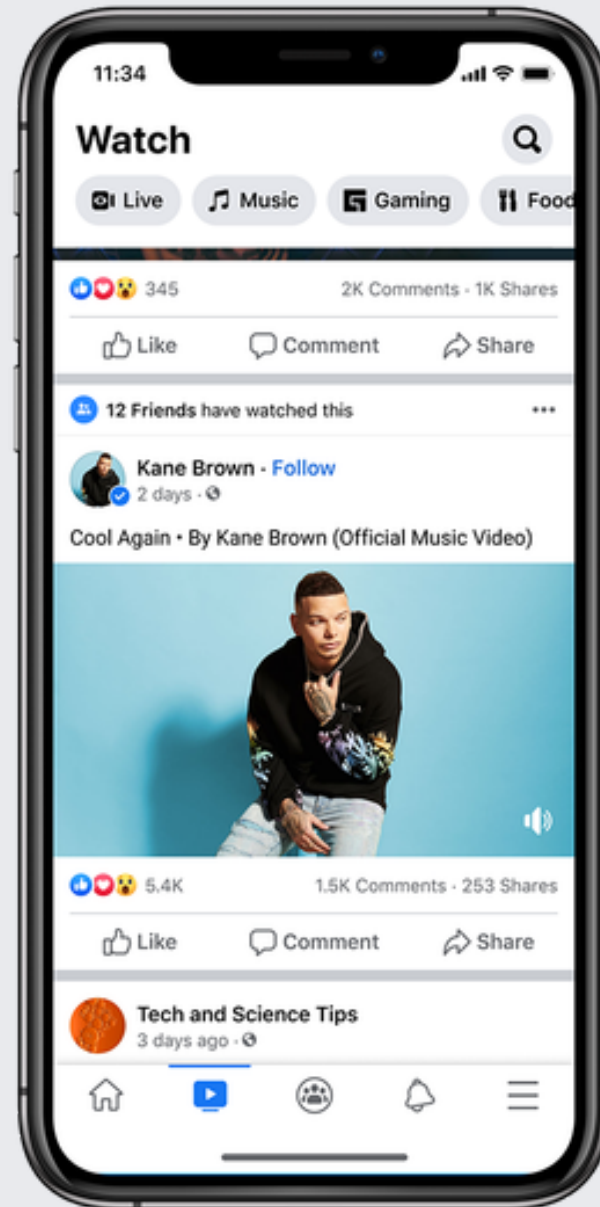 11:34
Watch
Live Music Gaming Food
345 2K Comments · 1K Shares
Like Comment Share
12 Friends have watched this
Kane Brown · Follow
2 days ·
Cool Again • By Kane Brown (Official Music Video)
5.4K 1.5K Comments · 253 Shares
Like Comment Share
Tech and Science Tips
3 days ago ·